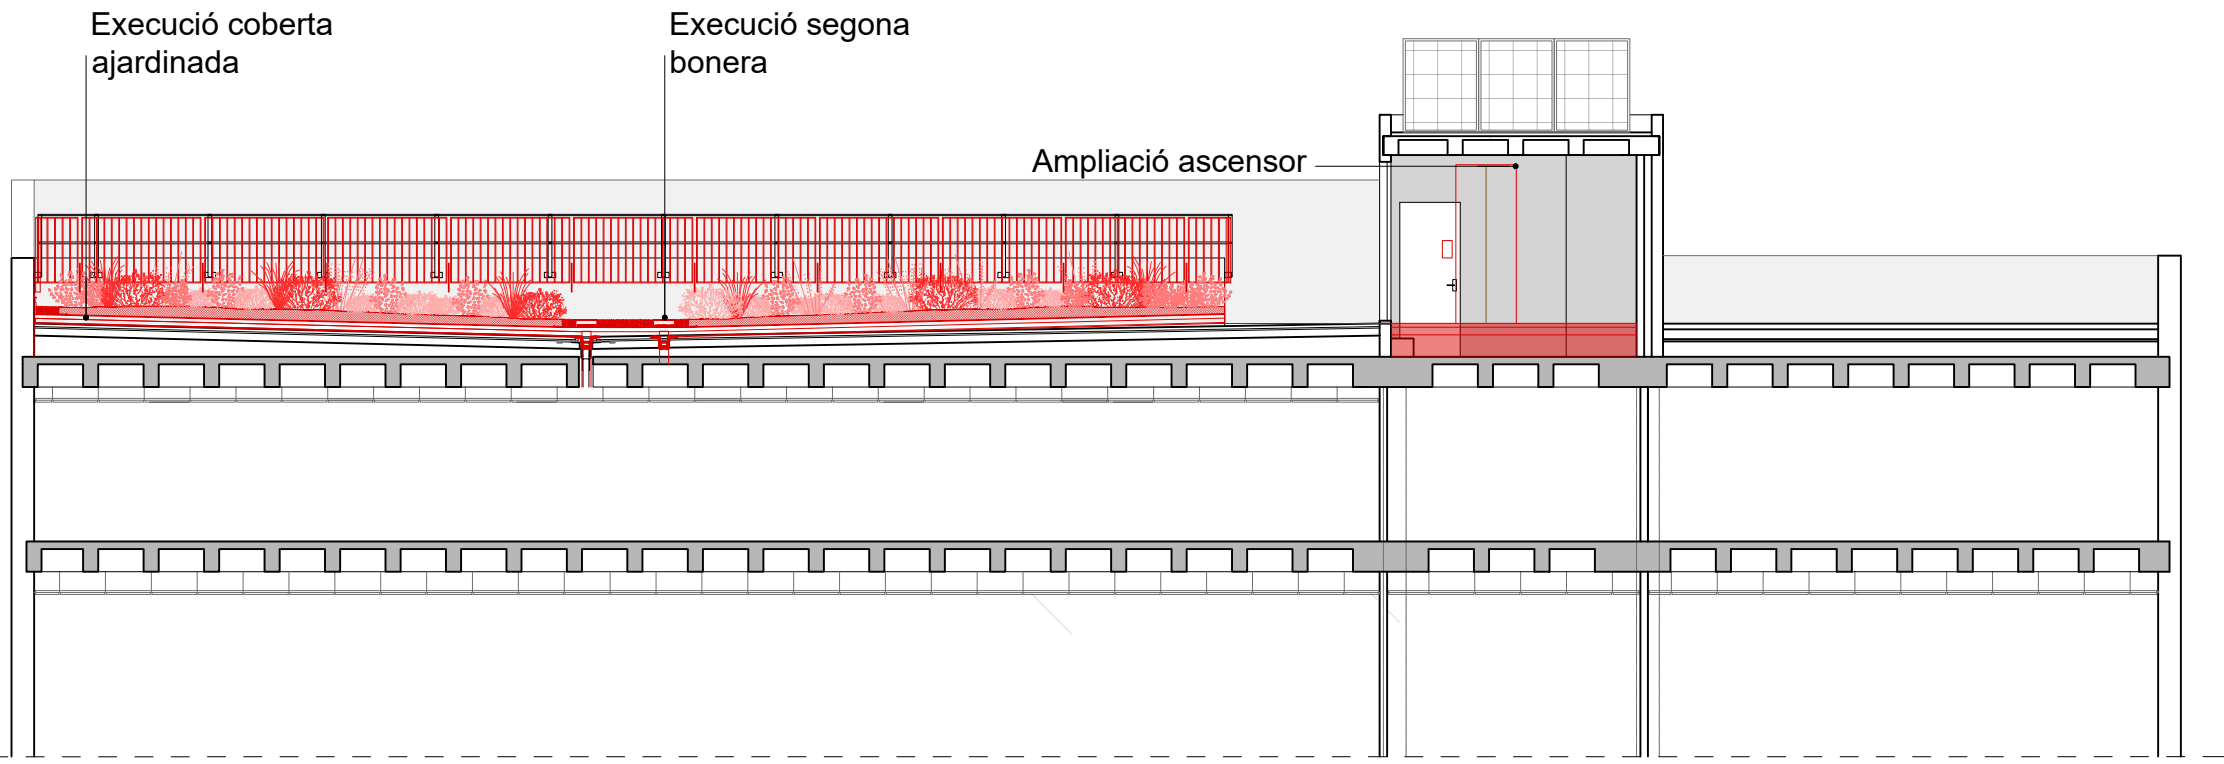 Execució coberta
ajardinada
Execució segona
bonera
Ampliació ascensor